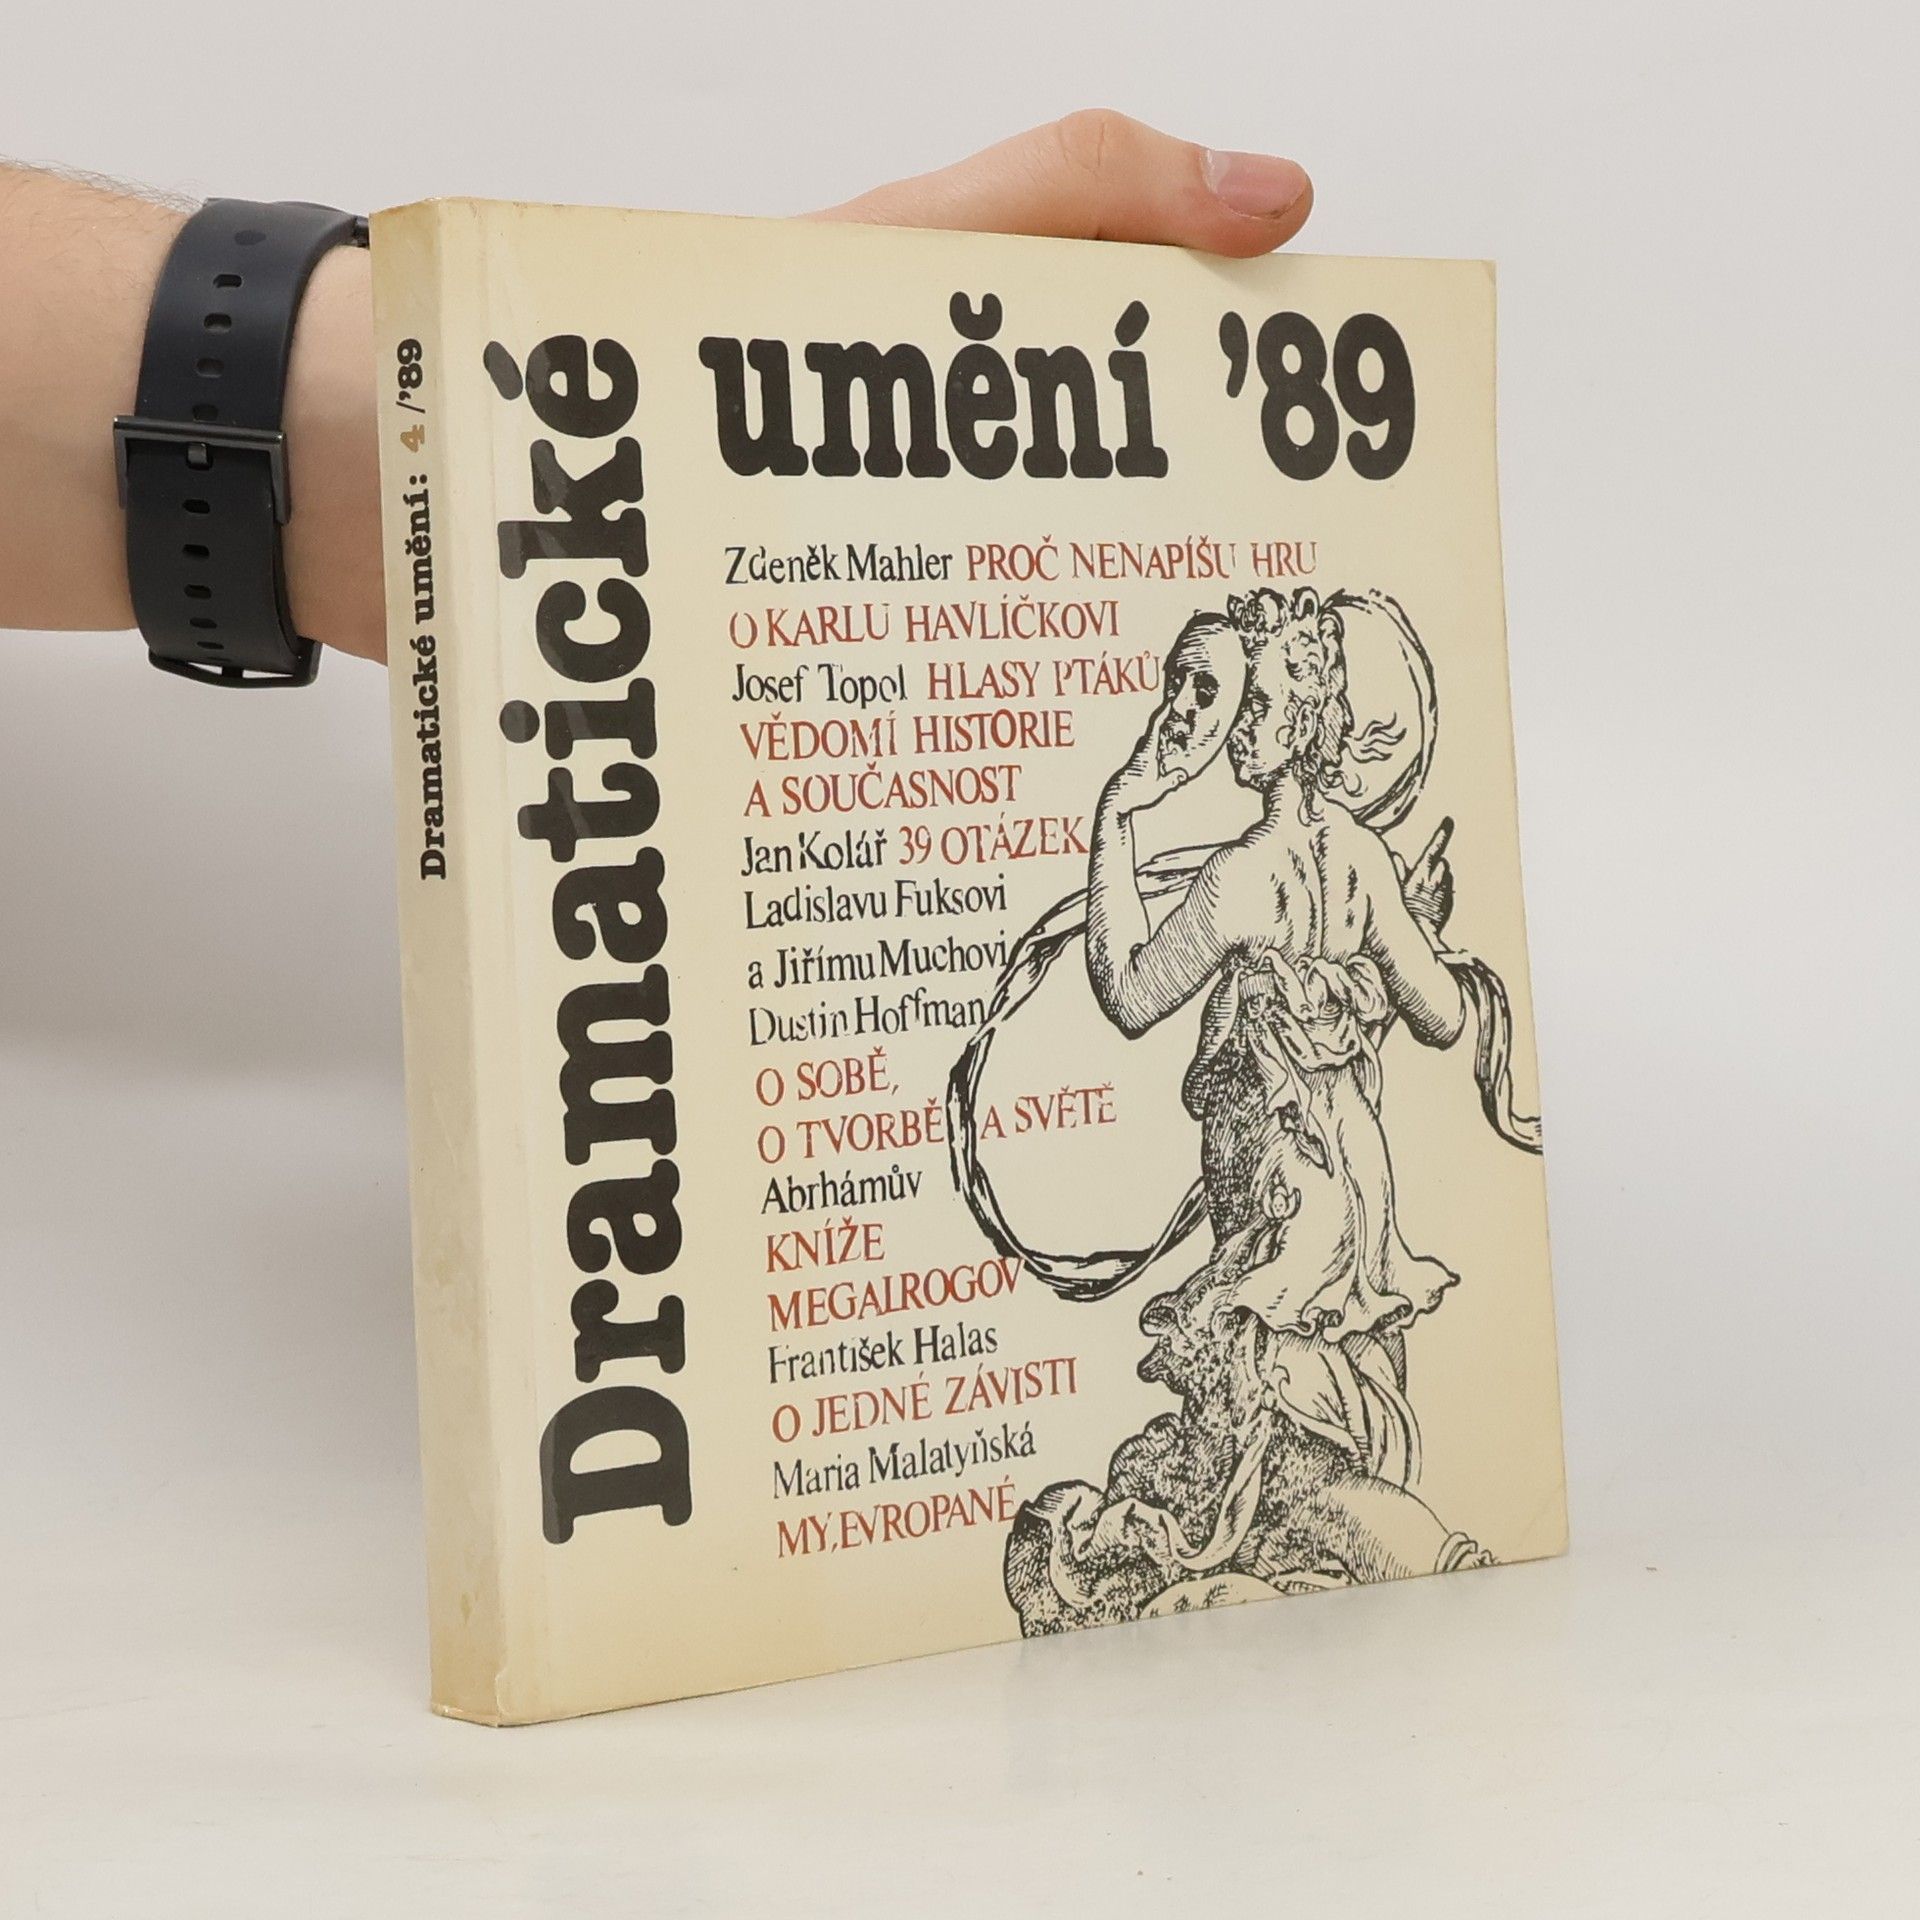 Dramatické umění: 4/'89
Dramatické
umění '89
Zdeněk Mahler PROČ NENAPÍŠU HRU
O KARLU HAVLÍČKOVI
Josef Topol HLASY PTÁKŮ
VĚDOMÍ HISTORIE
A SOUČASNOST
Jan Kolář 39 OTÁZEK
Ladislavu Fuksovi
a Jiřímu Muchovi
Dustin Hoffman
O SOBĚ,
O TVORBĚ A SVĚTĚ
Abrhámův
KNÍŽE
MEGALROGOV
František Halas
O JEDNÉ ZÁVISTI
Maria Malatyňská
MY, EVROPANÉ